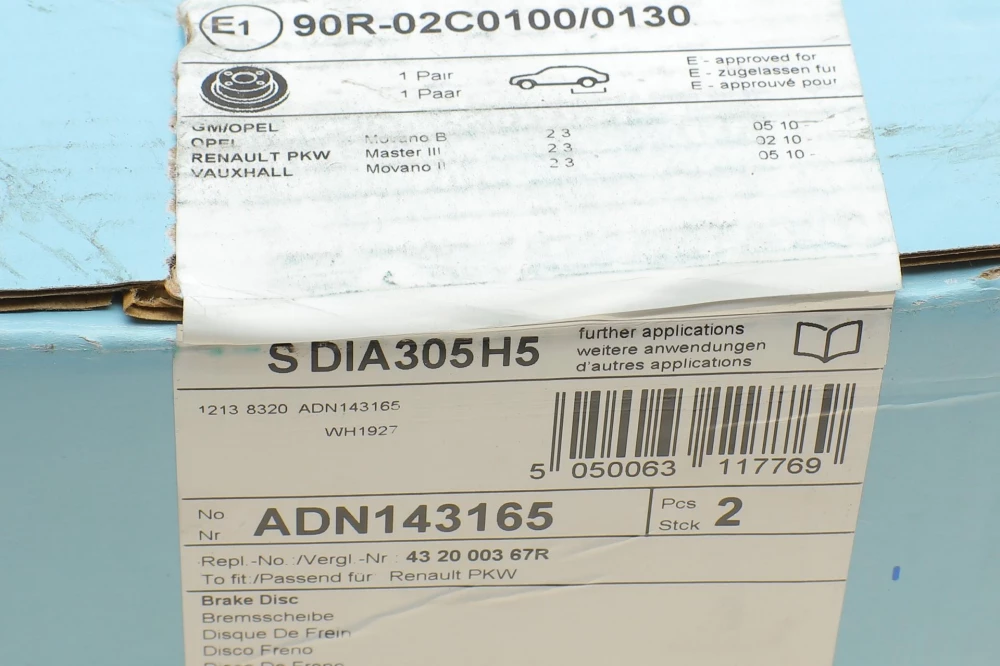 E1 90R-02C0100/0130
1 Pair
1 Paar
E - approved for
E - zugelassen für
E - approuvé pour
GM/OPEL
OPEL Movano B 2 3 05 10 -
RENAULT PKW Master III 2 3 02 10 -
VAUXHALL Movano II 2 3 05 10 -
S DIA305H5
further applications
weitere anwendungen
d'autres applications
1213 8320 ADN143165
WH1927
5 050063 117769
No
Nr ADN143165
Pcs
Stck 2
Repl.-No.:/Vergl -Nr : 43 20 003 67R
To fit:/Passend für: Renault PKW
Brake Disc
Bremsscheibe
Disque De Frein
Disco Freno
Disco De Freno